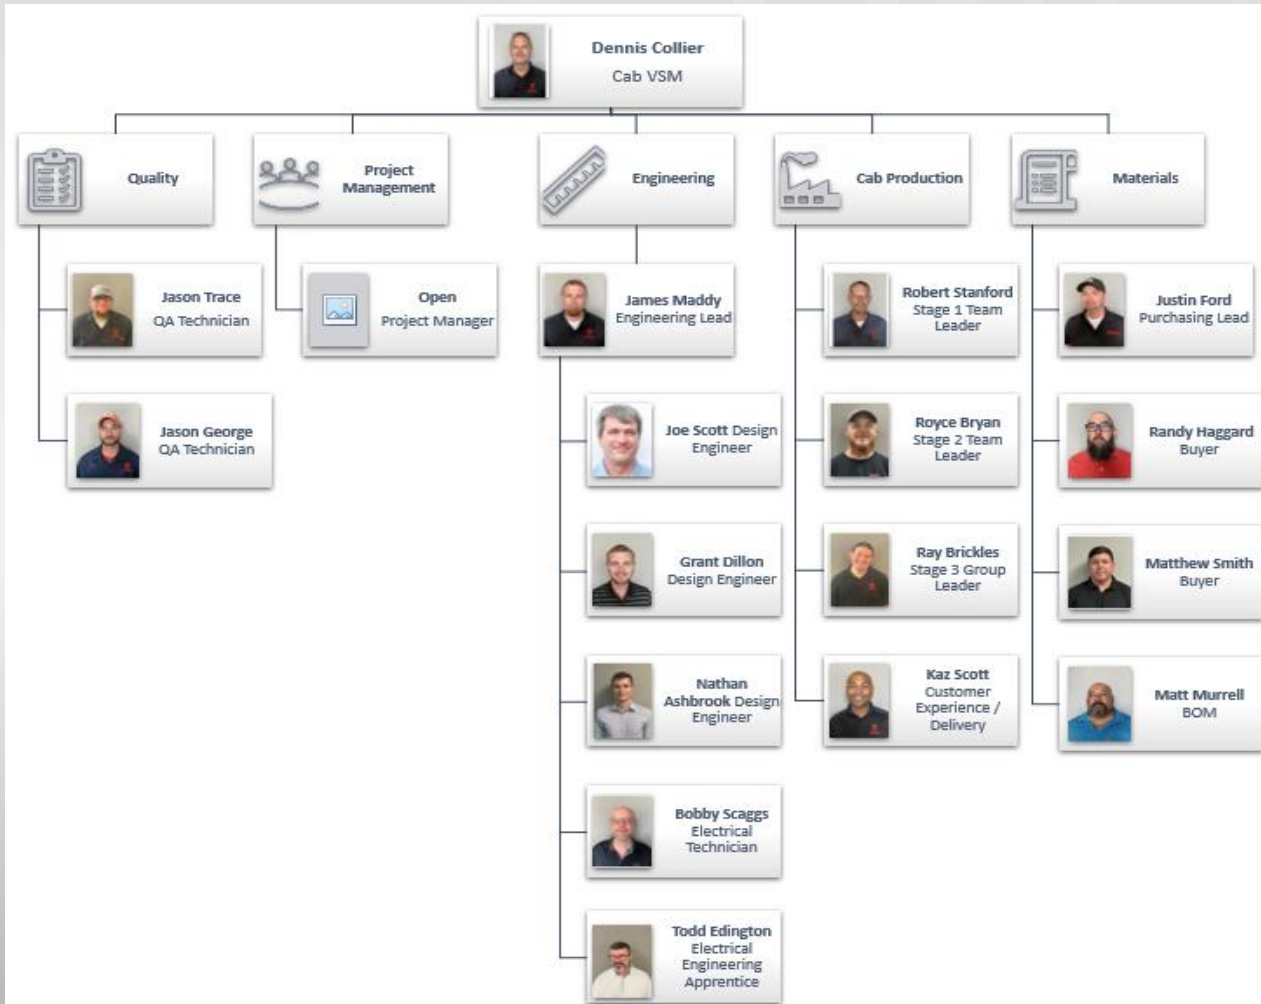 Dennis Collier
Cab VSM
Quality
Project
Management
Engineering
Cab Production
Materials
Jason Trace
QA Technician
Jason George
QA Technician
Open
Project Manager
James Maddy
Engineering Lead
Joe Scott Design
Engineer
Grant Dillon
Design Engineer
Nathan
Ashbrook Design
Engineer
Bobby Scaggs
Electrical
Technician
Todd Edington
Electrical
Engineering
Apprentice
Robert Stanford
Stage 1 Team
Leader
Royce Bryan
Stage 2 Team
Leader
Ray Brickles
Stage 3 Group
Leader
Kaz Scott
Customer
Experience /
Delivery
Justin Ford
Purchasing Lead
Randy Haggard
Buyer
Matthew Smith
Buyer
Matt Murrell
BOM